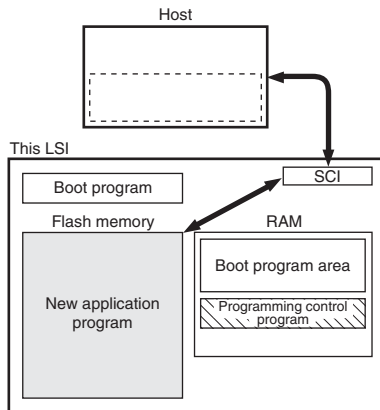 Host
This LSI
SCI
Boot program
Flash memory
RAM
Boot program area
New application
program
Programming control
program